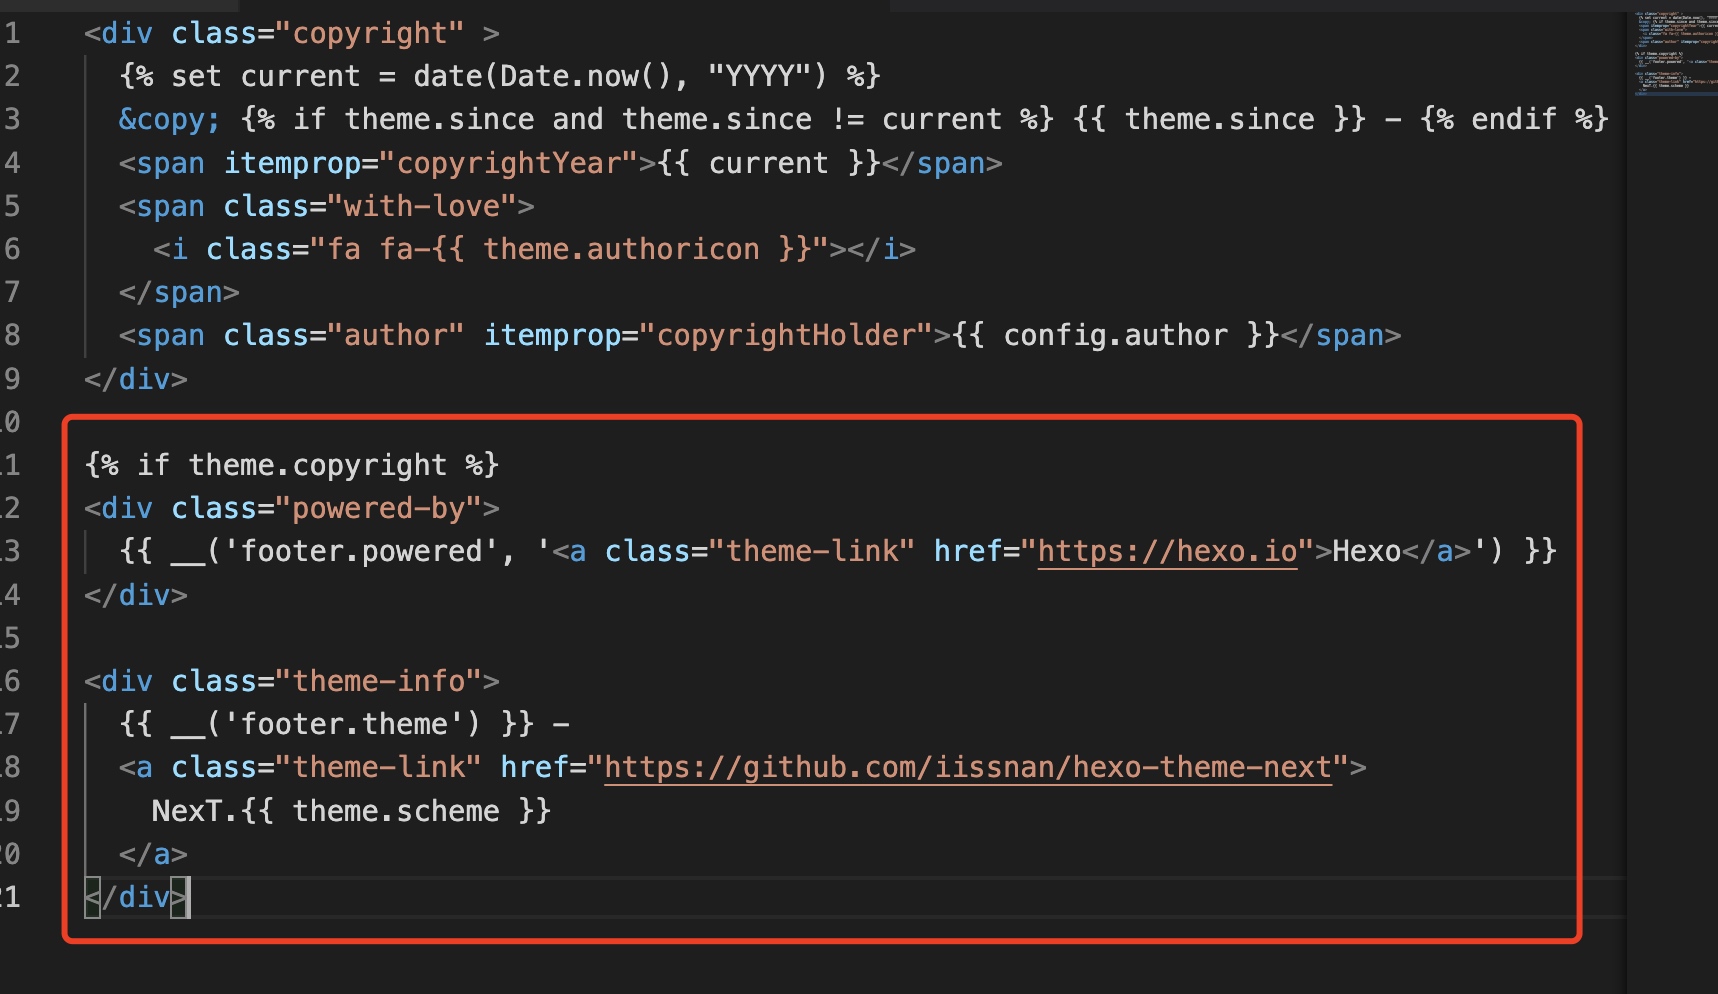 1 <div class="copyright" >
2 {% set current = date(Date.now(), "YYYY") %}
3 &copy; {% if theme.since and theme.since != current %} {{ theme.since }} - {% endif %}
4 <span itemprop="copyrightYear">{{ current }}</span>
5 <span class="with-love">
6 <i class="fa fa-{{ theme.authoricon }}"></i>
7 </span>
8 <span class="author" itemprop="copyrightHolder">{{ config.author }}</span>
9 </div>
10
11 {% if theme.copyright %}
12 <div class="powered-by">
13 {{ __('footer.powered', '<a class="theme-link" href="https://hexo.io">Hexo</a>') }}
14 </div>
15
16 <div class="theme-info">
17 {{ __('footer.theme') }} -
18 <a class="theme-link" href="https://github.com/iissnan/hexo-theme-next">
19 NexT.{{ theme.scheme }}
20 </a>
21 </div>